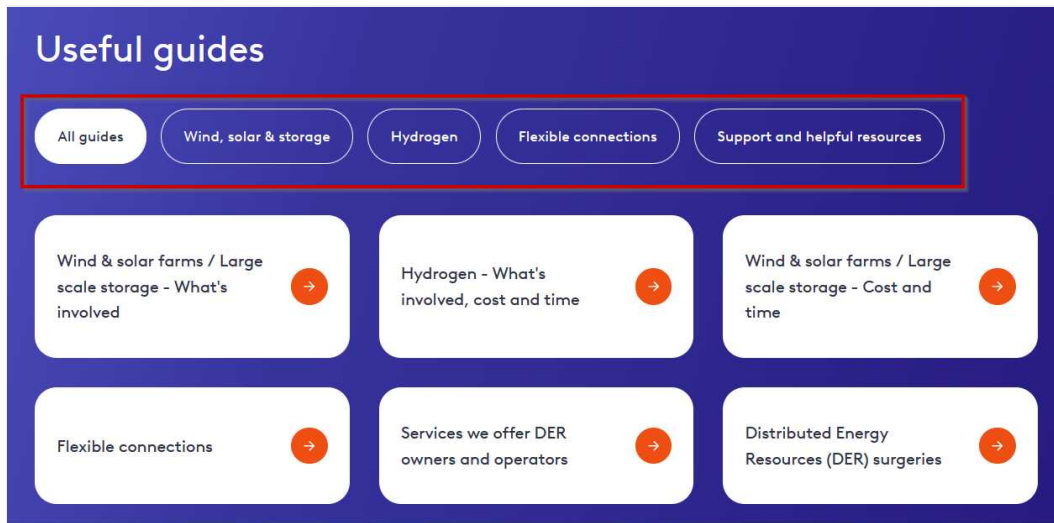 Useful guides
All guides
Wind, solar & storage
Hydrogen
Flexible connections
Support and helpful resources
Wind & solar farms / Large
scale storage - What's
involved
Hydrogen - What's
involved, cost and time
Wind & solar farms / Large
scale storage - Cost and
time
Flexible connections
Services we offer DER
owners and operators
Distributed Energy
Resources (DER) surgeries